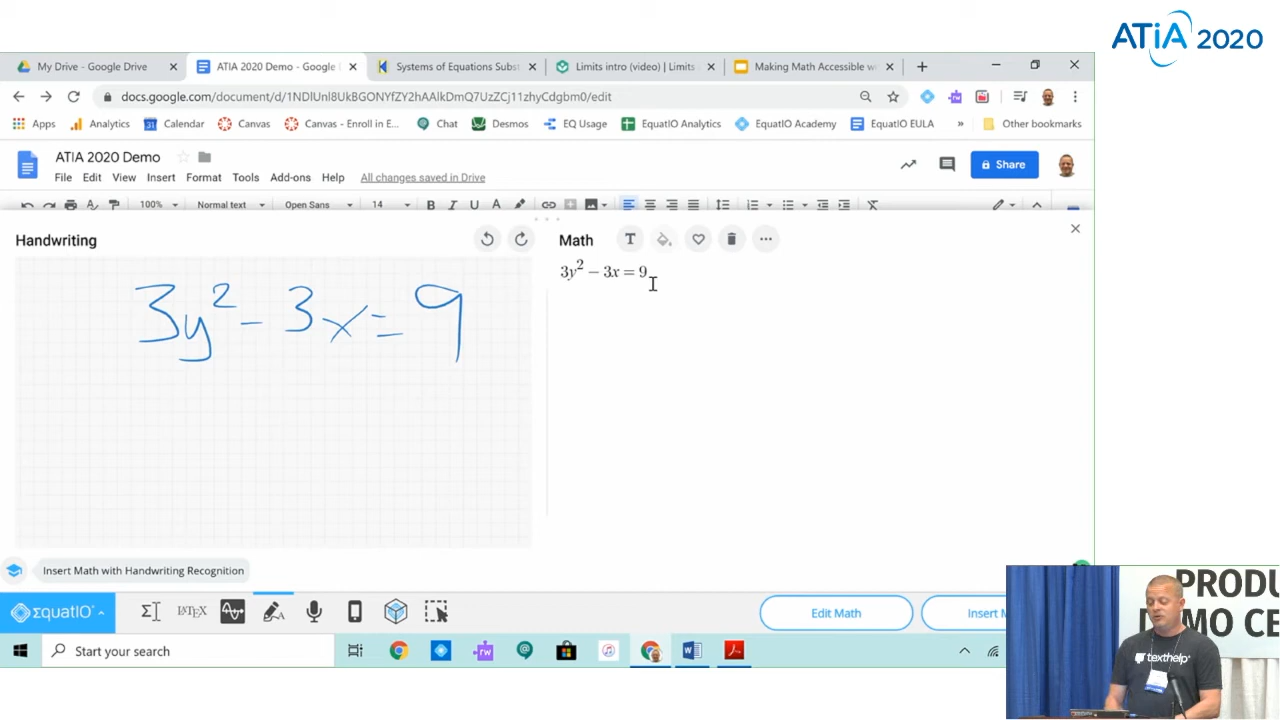 ATiA 2020
My Drive - Google Drive
ATIA 2020 Demo - Google
Systems of Equations Subst
Limits intro (video) | Limits
Making Math Accessible w
docs.google.com/document/d/1NDlUnl8UkBGONYfZY2hAAlkDmQ7UzZCj11zhyCdgbm0/edit
Apps Analytics Calendar Canvas Canvas - Enroll in E... Chat Desmos EQ Usage EquatIO Analytics EquatIO Academy EquatIO EULA » Other bookmarks
ATIA 2020 Demo
Share
File Edit View Insert Format Tools Add-ons Help All changes saved in Drive
100% Normal text Open Sans 14 B I U A
Handwriting
Math T
3y² − 3x = 9
3y² - 3x = 9
Insert Math with Handwriting Recognition
ΣQUATIO LATEX
Edit Math
Insert M
Start your search
PRODU
DEMO CE
texthelp